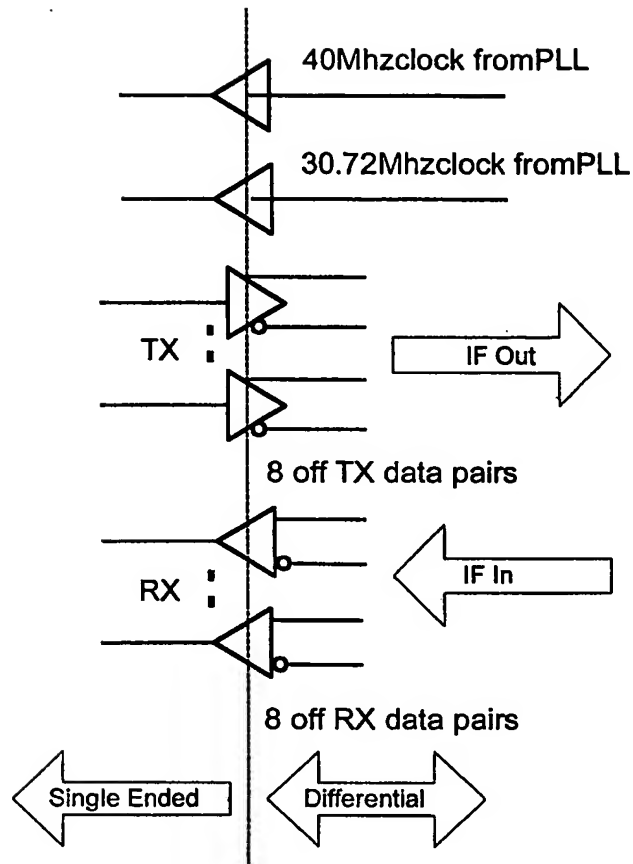 40Mhzclock fromPLL
30.72Mhzclock fromPLL
TX
IF Out
8 off TX data pairs
RX
IF In
8 off RX data pairs
Single Ended
Differential